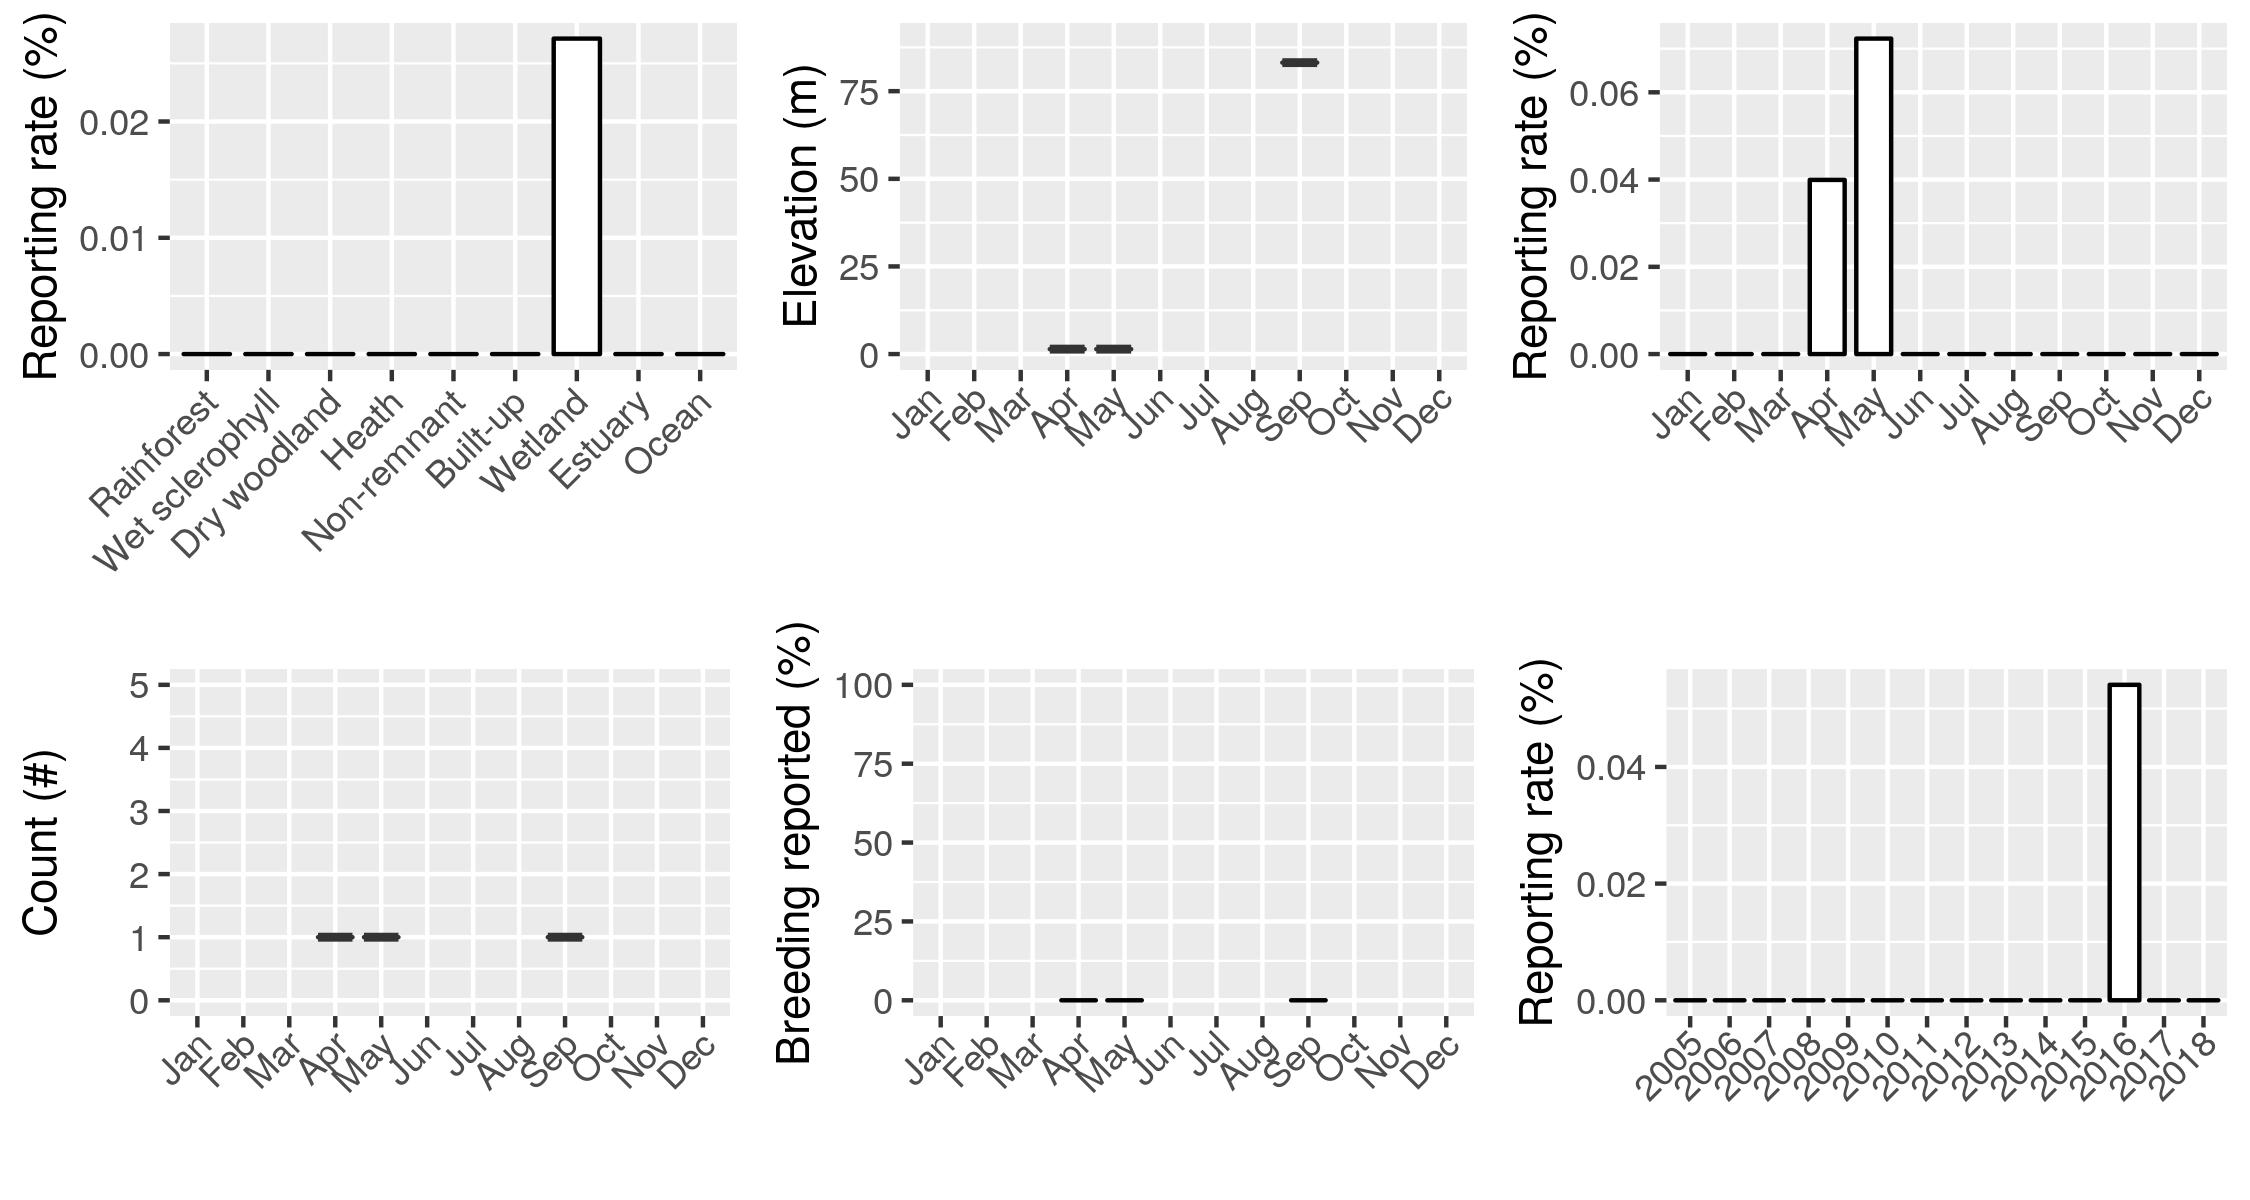 Reporting rate (%)
0.02
0.01
0.00
Rainforest
Wet sclerophyll
Dry woodland
Heath
Non-remnant
Built-up
Wetland
Estuary
Ocean
Elevation (m)
75
50
25
0
Jan
Feb
Mar
Apr
May
Jun
Jul
Aug
Sep
Oct
Nov
Dec
Reporting rate (%)
0.06
0.04
0.02
0.00
Jan
Feb
Mar
Apr
May
Jun
Jul
Aug
Sep
Oct
Nov
Dec
Count (#)
5
4
3
2
1
0
Jan
Feb
Mar
Apr
May
Jun
Jul
Aug
Sep
Oct
Nov
Dec
Breeding reported (%)
100
75
50
25
0
Jan
Feb
Mar
Apr
May
Jun
Jul
Aug
Sep
Oct
Nov
Dec
Reporting rate (%)
0.04
0.02
0.00
2005
2006
2007
2008
2009
2010
2011
2012
2013
2014
2015
2016
2017
2018